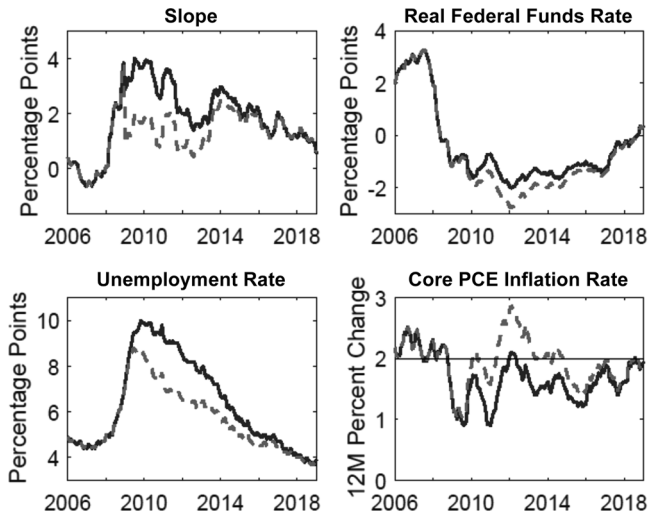 Slope
Percentage Points
4
2
0
2006 2010 2014 2018
Real Federal Funds Rate
Percentage Points
4
2
0
-2
2006 2010 2014 2018
Unemployment Rate
Percentage Points
10
8
6
4
2006 2010 2014 2018
Core PCE Inflation Rate
12M Percent Change
3
2
1
0
2006 2010 2014 2018